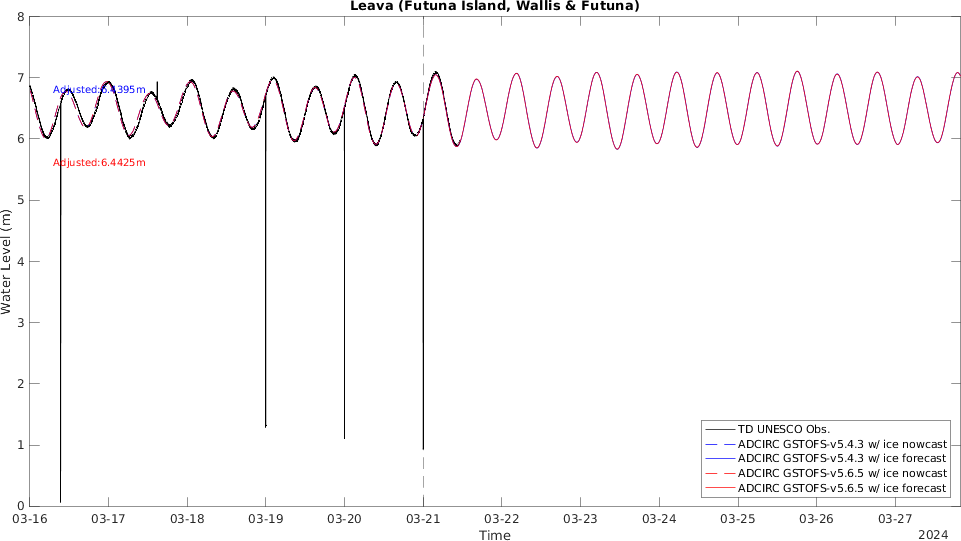 Leava (Futuna Island, Wallis & Futuna)
8
7
6
5
4
3
2
1
0
Water Level (m)
Adjusted:6.4395m
Adjusted:6.4425m
TD UNESCO Obs.
ADCIRC GSTOFS-v5.4.3 w/ ice nowcast
ADCIRC GSTOFS-v5.4.3 w/ ice forecast
ADCIRC GSTOFS-v5.6.5 w/ ice nowcast
ADCIRC GSTOFS-v5.6.5 w/ ice forecast
03-16 03-17 03-18 03-19 03-20 03-21 03-22 03-23 03-24 03-25 03-26 03-27
Time
2024